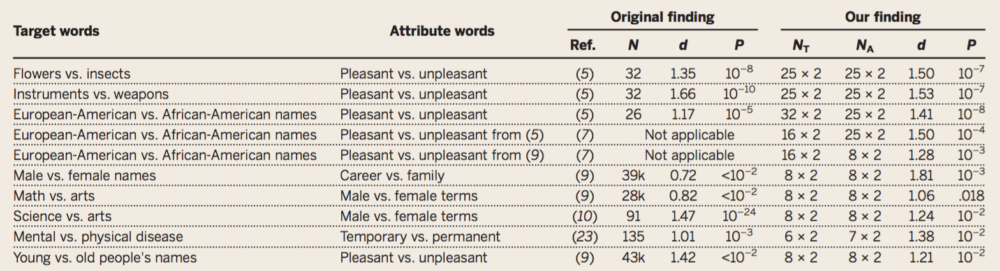 Original finding Our finding
Target words Attribute words
Ref. N d P N_T N_A d P
Flowers vs. insects Pleasant vs. unpleasant (5) 32 1.35 10⁻⁸ 25 × 2 25 × 2 1.50 10⁻⁷
Instruments vs. weapons Pleasant vs. unpleasant (5) 32 1.66 10⁻¹⁰ 25 × 2 25 × 2 1.53 10⁻⁷
European-American vs. African-American names Pleasant vs. unpleasant (5) 26 1.17 10⁻⁵ 32 × 2 25 × 2 1.41 10⁻⁸
European-American vs. African-American names Pleasant vs. unpleasant from (5) (7) Not applicable 16 × 2 25 × 2 1.50 10⁻⁴
European-American vs. African-American names Pleasant vs. unpleasant from (9) (7) Not applicable 16 × 2 8 × 2 1.28 10⁻³
Male vs. female names Career vs. family (9) 39k 0.72 <10⁻² 8 × 2 8 × 2 1.81 10⁻³
Math vs. arts Male vs. female terms (9) 28k 0.82 <10⁻² 8 × 2 8 × 2 1.06 .018
Science vs. arts Male vs. female terms (10) 91 1.47 10⁻²⁴ 8 × 2 8 × 2 1.24 10⁻²
Mental vs. physical disease Temporary vs. permanent (23) 135 1.01 10⁻³ 6 × 2 7 × 2 1.38 10⁻²
Young vs. old people's names Pleasant vs. unpleasant (9) 43k 1.42 <10⁻² 8 × 2 8 × 2 1.21 10⁻²